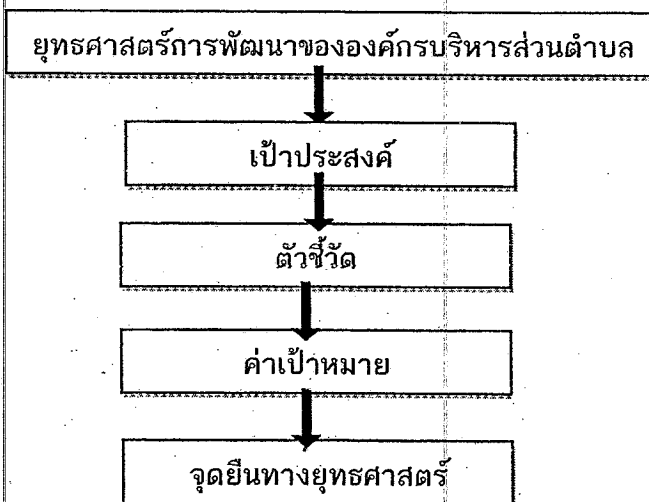 ยุทธศาสตร์การพัฒนาขององค์กรบริหารส่วนตำบล
เป้าประสงค์
ตัวชี้วัด
ค่าเป้าหมาย
จุดยืนทางยุทธศาสตร์